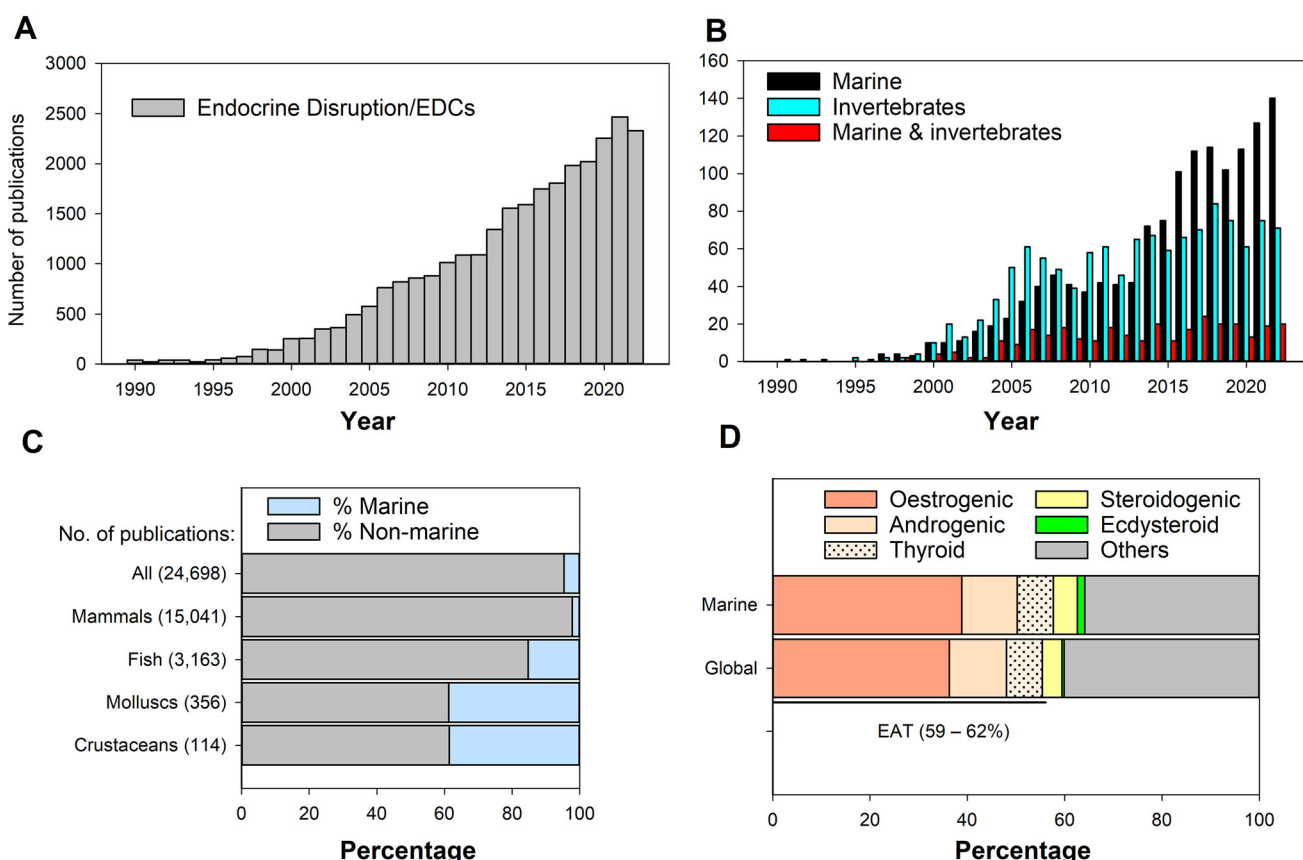 A
3000
2500
2000
1500
1000
500
0
Number of publications
Endocrine Disruption/EDCs
1990 1995 2000 2005 2010 2015 2020
Year
B
160
140
120
100
80
60
40
20
0
Marine
Invertebrates
Marine & invertebrates
1990 1995 2000 2005 2010 2015 2020
Year
C
% Marine
% Non-marine
No. of publications:
All (24,698)
Mammals (15,041)
Fish (3,163)
Molluscs (356)
Crustaceans (114)
0 20 40 60 80 100
Percentage
D
Oestrogenic Steroidogenic
Androgenic Ecdysteroid
Thyroid Others
Marine
Global
EAT (59 – 62%)
0 20 40 60 80 100
Percentage